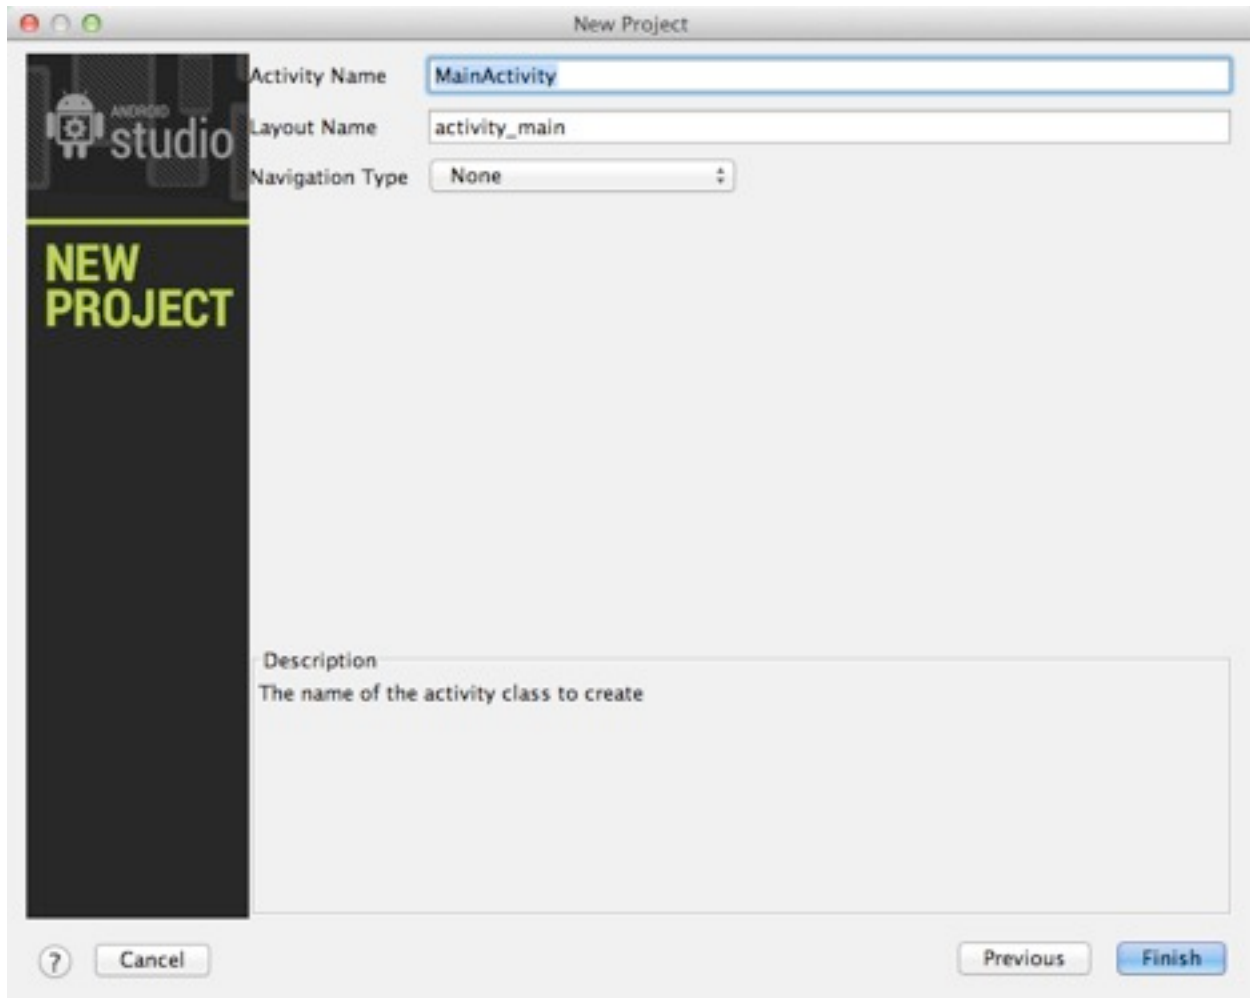 New Project
ANDROID
studio
NEW
PROJECT
Activity Name MainActivity
Layout Name activity_main
Navigation Type None
Description
The name of the activity class to create
? Cancel Previous Finish